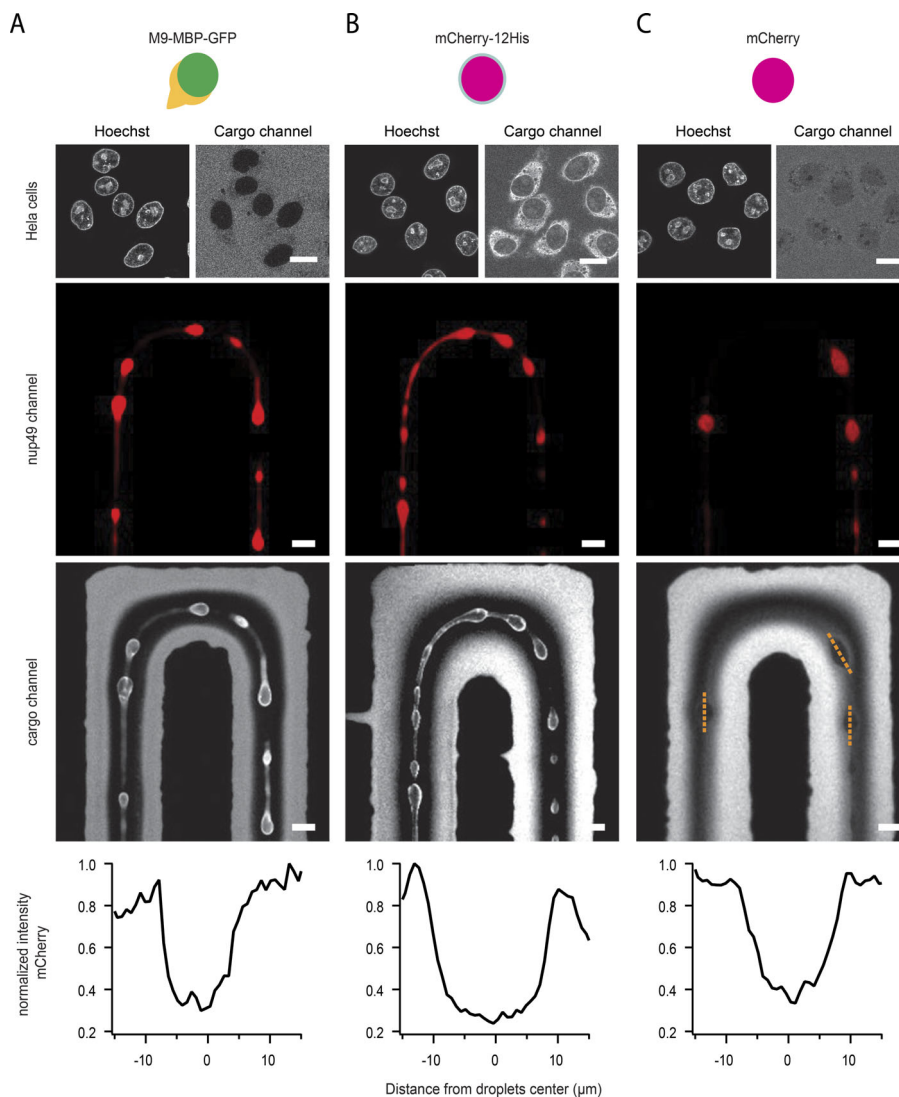 A
B
C
M9-MBP-GFP
mCherry-12His
mCherry
Hoechst
Cargo channel
Hoechst
Cargo channel
Hoechst
Cargo channel
Hela cells
nup49 channel
cargo channel
normalized intensity
mCherry
1.0
0.8
0.6
0.4
0.2
-10
0
10
1.0
0.8
0.6
0.4
0.2
-10
0
10
1.0
0.8
0.6
0.4
0.2
-10
0
10
Distance from droplets center (μm)